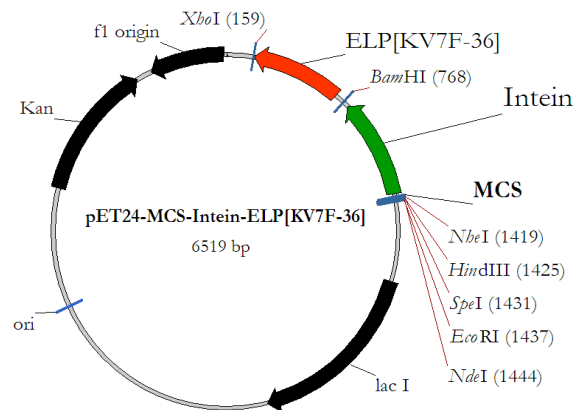 XhoI (159)
f1 origin
ELP[KV7F-36]
BamHI (768)
Intein
Kan
MCS
pET24-MCS-Intein-ELP[KV7F-36]
6519 bp
NheI (1419)
HindIII (1425)
SpeI (1431)
EcoRI (1437)
NdeI (1444)
ori
lac I